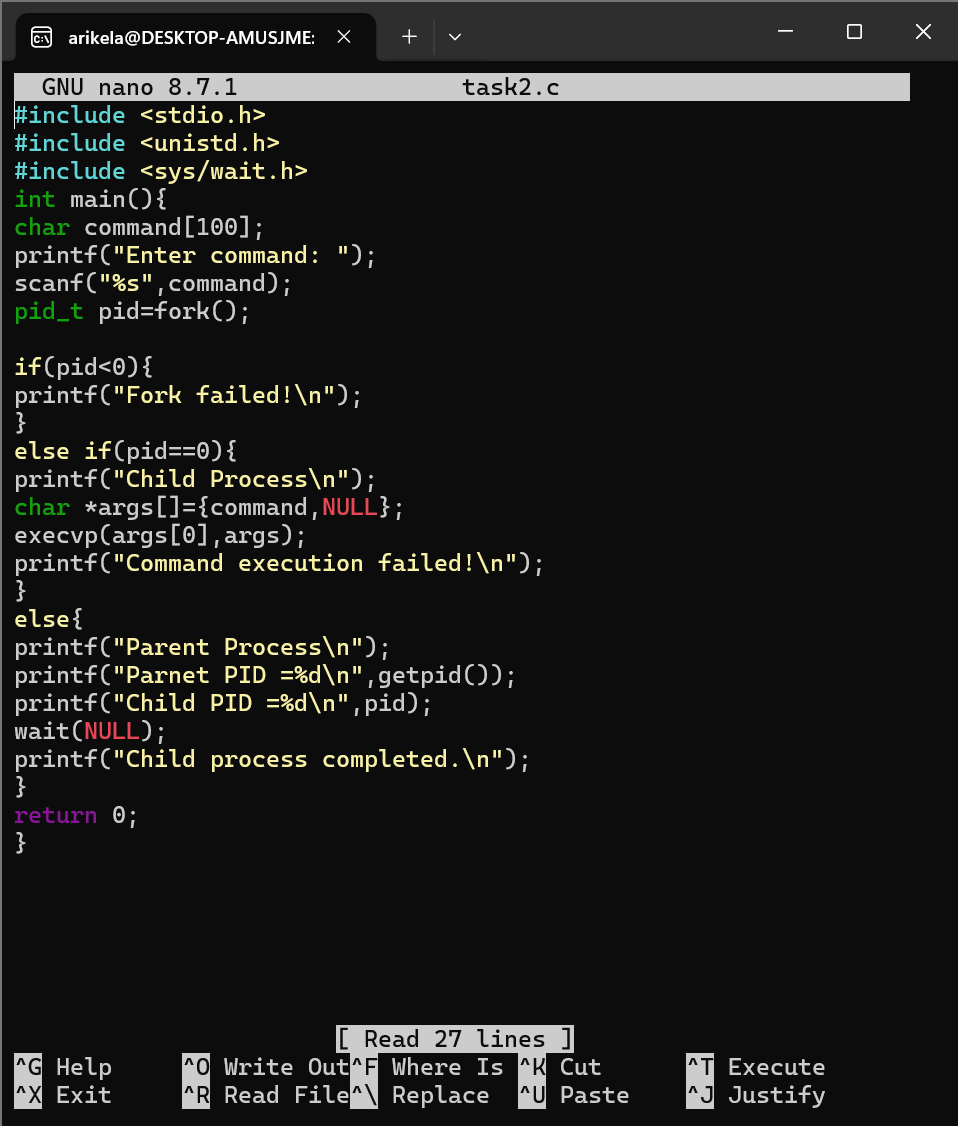 arikela@DESKTOP-AMUSJME:
GNU nano 8.7.1 task2.c
#include <stdio.h>
#include <unistd.h>
#include <sys/wait.h>
int main(){
char command[100];
printf("Enter command: ");
scanf("%s",command);
pid_t pid=fork();
if(pid<0){
printf("Fork failed!\n");
}
else if(pid==0){
printf("Child Process\n");
char *args[]={command,NULL};
execvp(args[0],args);
printf("Command execution failed!\n");
}
else{
printf("Parent Process\n");
printf("Parnet PID =%d\n",getpid());
printf("Child PID =%d\n",pid);
wait(NULL);
printf("Child process completed.\n");
}
return 0;
}
[ Read 27 lines ]
^G Help ^O Write Out ^F Where Is ^K Cut ^T Execute
^X Exit ^R Read File ^\ Replace ^U Paste ^J Justify